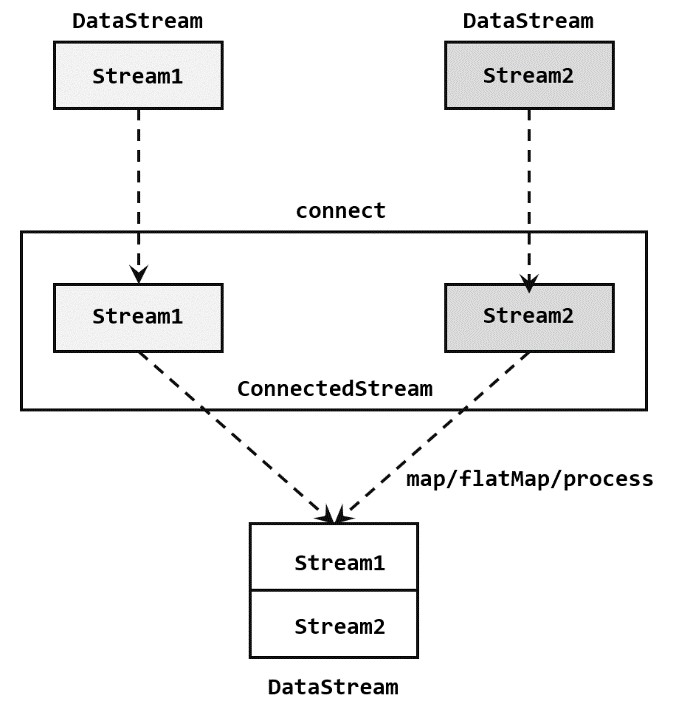 DataStream
DataStream
Stream1
Stream2
connect
Stream1
Stream2
ConnectedStream
map/flatMap/process
Stream1
Stream2
DataStream